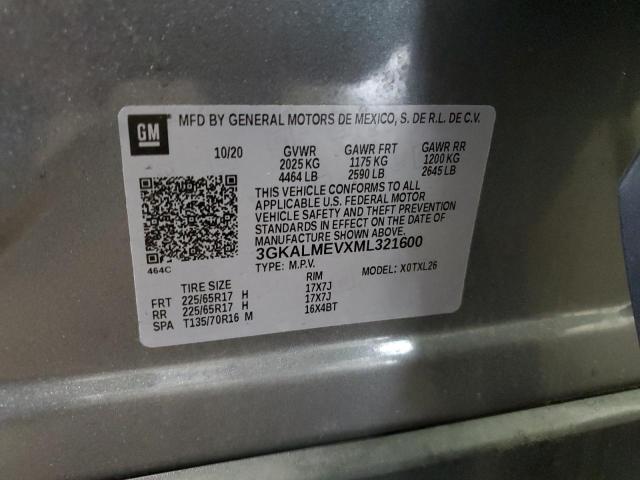 GM
MFD BY GENERAL MOTORS DE MEXICO, S. DE R.L. DE C.V.
10/20 GVWR GAWR FRT GAWR RR
2025 KG 1175 KG 1200 KG
4464 LB 2590 LB 2645 LB
THIS VEHICLE CONFORMS TO ALL
APPLICABLE U.S. FEDERAL MOTOR
VEHICLE SAFETY AND THEFT PREVENTION
STANDARDS IN EFFECT ON THE DATE OF
MANUFACTURE SHOWN ABOVE.
3GKALMEVXML321600
464C
TYPE: M.P.V. MODEL: X0TXL26
TIRE SIZE RIM
FRT 225/65R17 H 17X7J
RR 225/65R17 H 17X7J
SPA T135/70R16 M 16X4BT